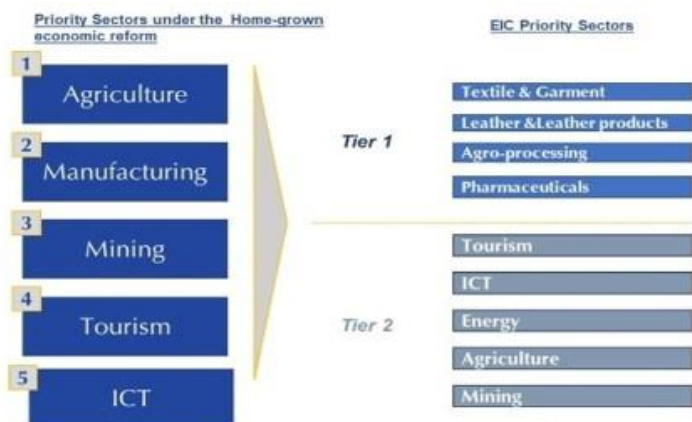 Priority Sectors under the Home-grown
economic reform
1
Agriculture
2
Manufacturing
3
Mining
4
Tourism
5
ICT
EIC Priority Sectors
Tier 1
Textile & Garment
Leather &Leather products
Agro-processing
Pharmaceuticals
Tier 2
Tourism
ICT
Energy
Agriculture
Mining